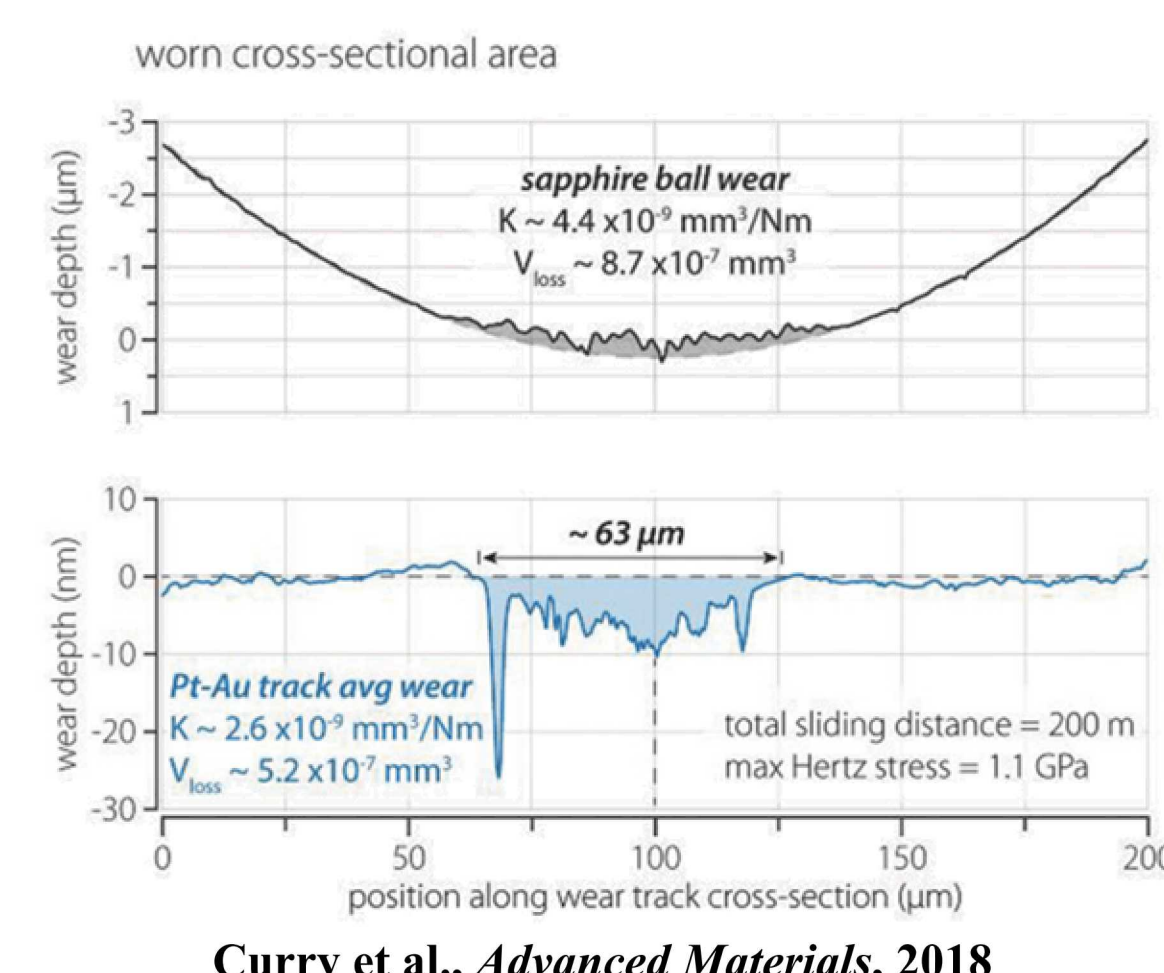 worn cross-sectional area
-3
-2
-1
0
1
wear depth (µm)
sapphire ball wear
K ~ 4.4 x10⁻⁹ mm³/Nm
Vloss ~ 8.7 x10⁻⁷ mm³
10
0
-10
-20
-30
wear depth (nm)
~ 63 µm
Pt-Au track avg wear
K ~ 2.6 x10⁻⁹ mm³/Nm
Vloss ~ 5.2 x10⁻⁷ mm³
total sliding distance = 200 m
max Hertz stress = 1.1 GPa
0 50 100 150 200
position along wear track cross-section (µm)
Curry et al., Advanced Materials, 2018